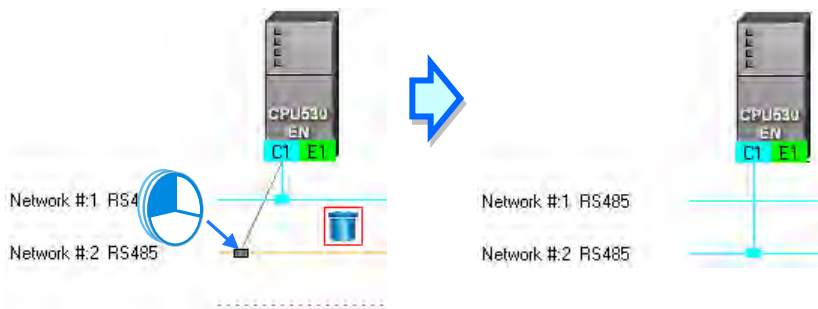 CPU530
EN
C1 E1
Network #:1 RS4
Network #:2 RS485
CPU530
EN
C1 E1
Network #:1 RS485
Network #:2 RS485